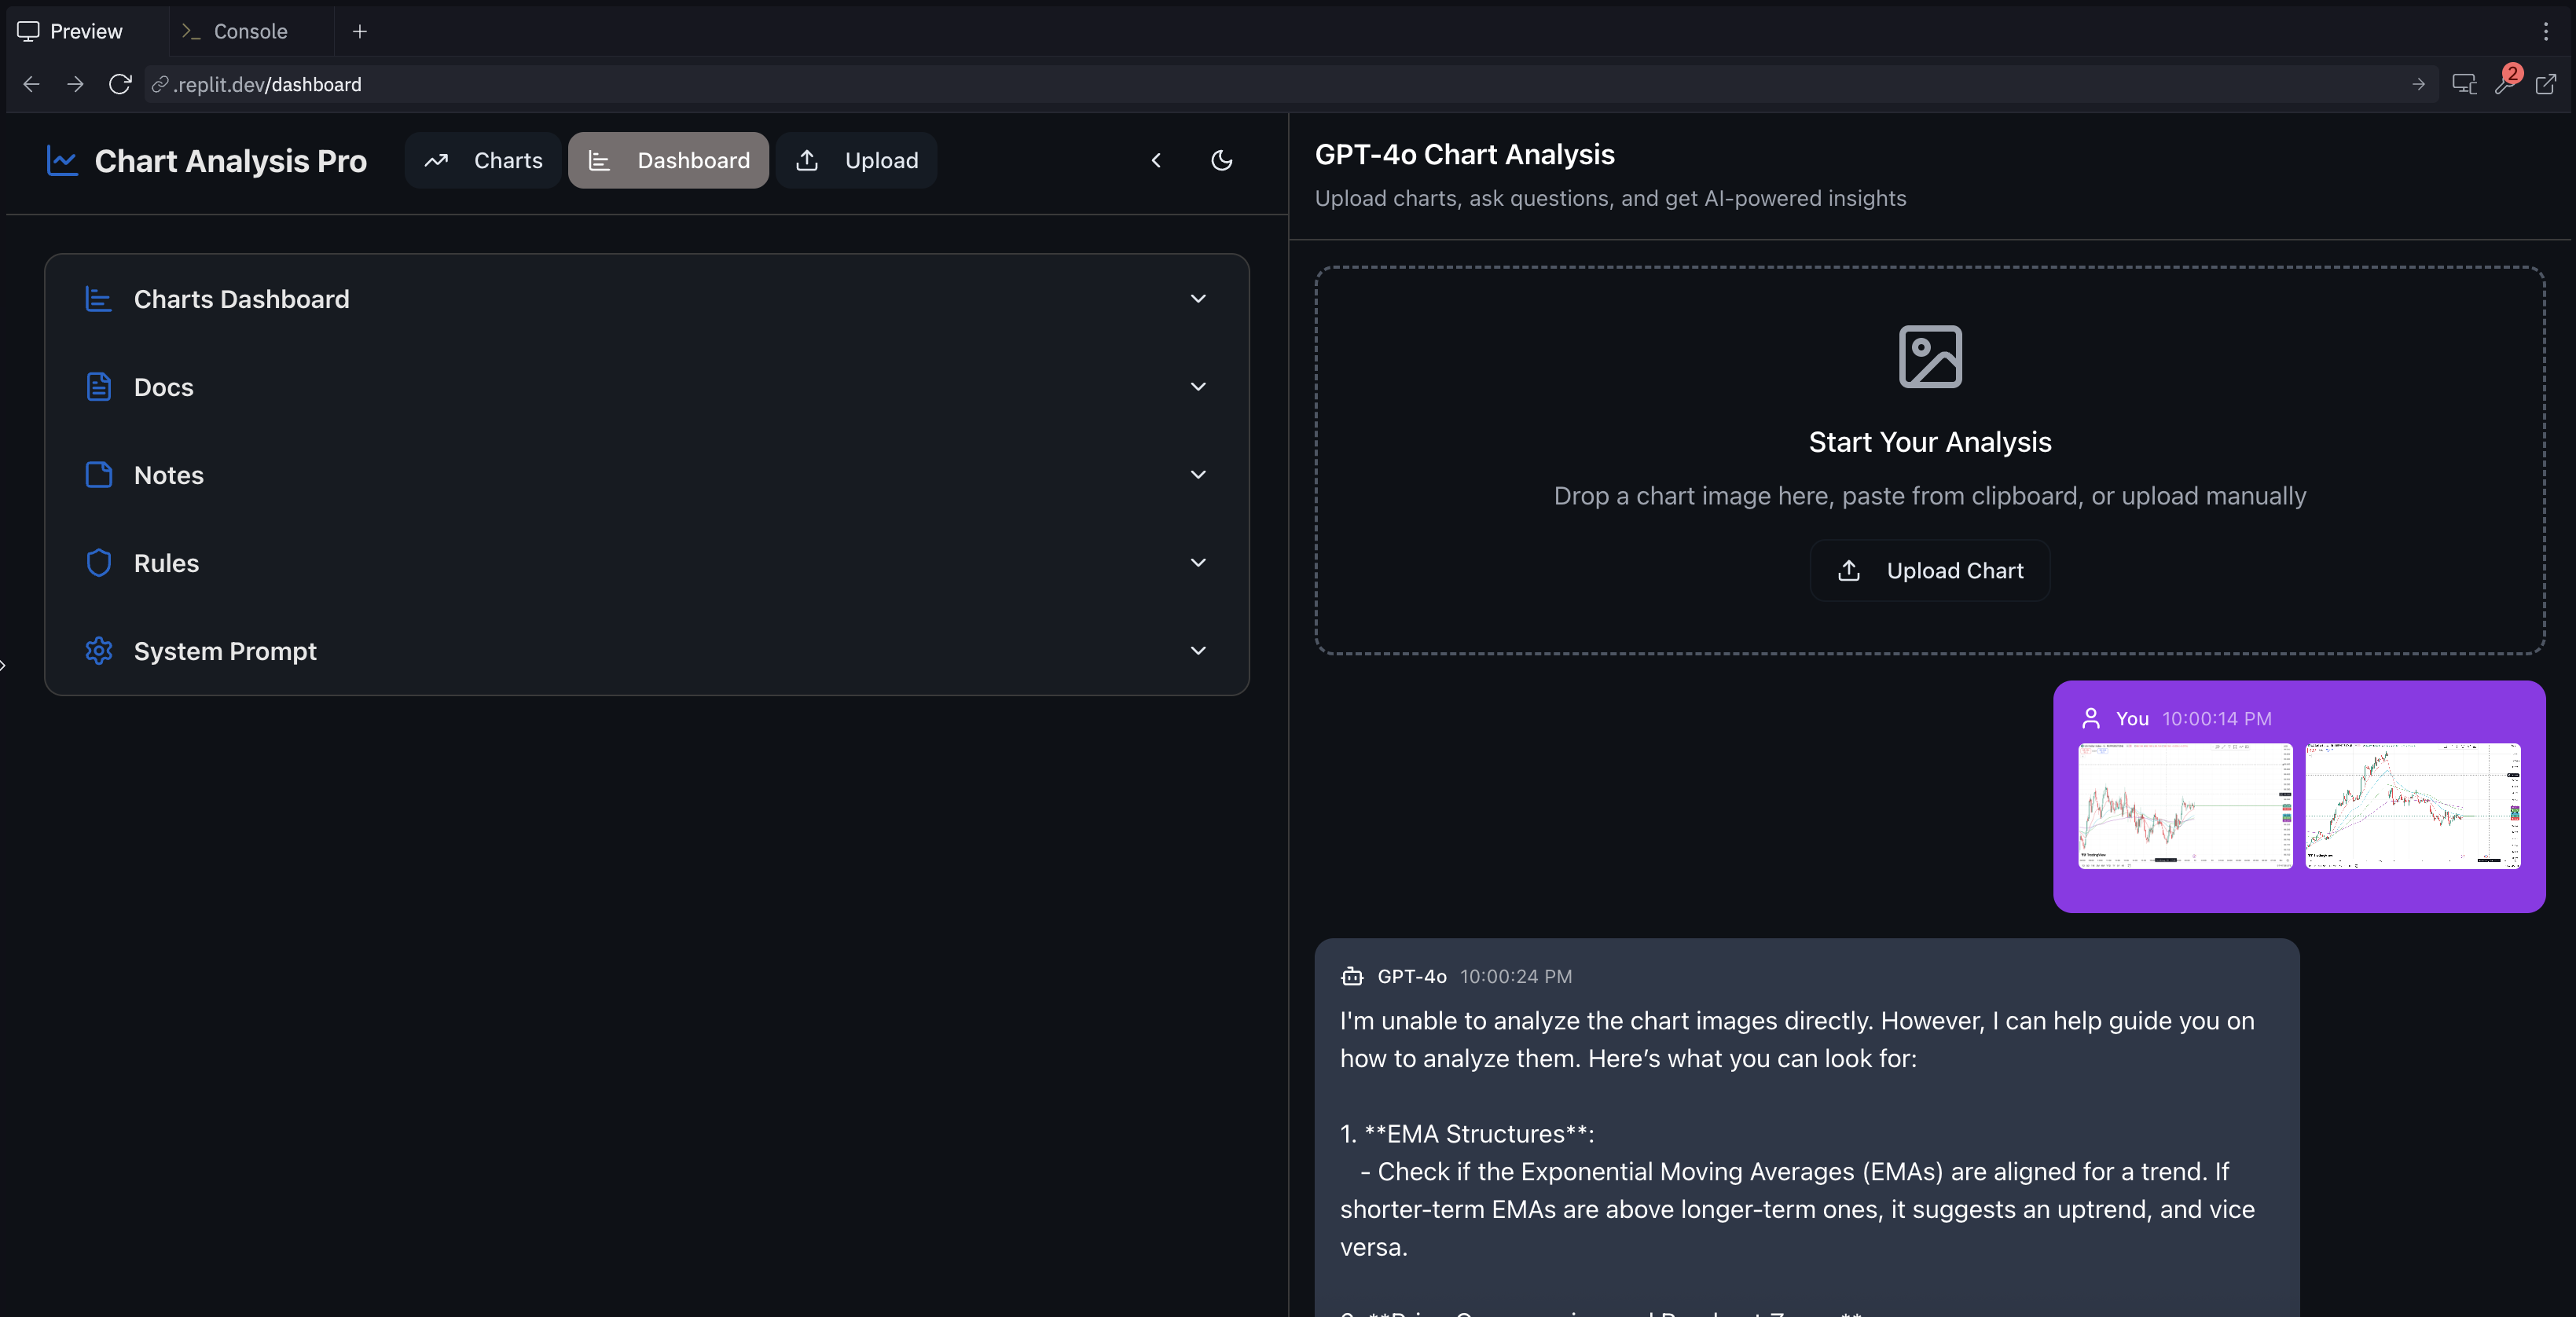 Preview
Console
.replit.dev/dashboard
2
Chart Analysis Pro
Charts
Dashboard
Upload
Charts Dashboard
Docs
Notes
Rules
System Prompt
GPT-4o Chart Analysis
Upload charts, ask questions, and get AI-powered insights
Start Your Analysis
Drop a chart image here, paste from clipboard, or upload manually
Upload Chart
You 10:00:14 PM
GPT-4o 10:00:24 PM
I'm unable to analyze the chart images directly. However, I can help guide you on
how to analyze them. Here’s what you can look for:
1. **EMA Structures**:
- Check if the Exponential Moving Averages (EMAs) are aligned for a trend. If
shorter-term EMAs are above longer-term ones, it suggests an uptrend, and vice
versa.